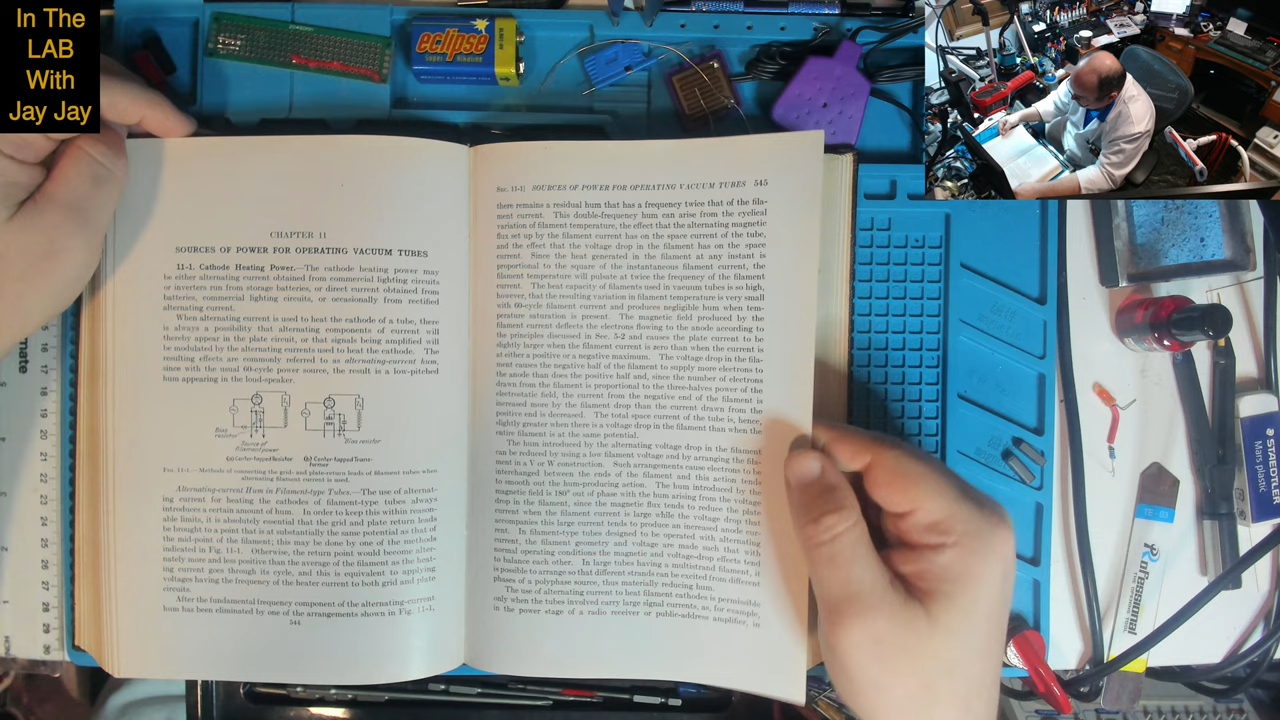 In The
LAB
With
Jay Jay
eclipse
CHAPTER 11
SOURCES OF POWER FOR OPERATING VACUUM TUBES
11-1. Cathode Heating Power.—The cathode heating power may
be either alternating current obtained from commercial lighting circuits
or inverters run from storage batteries, or direct current obtained from
batteries, commercial lighting circuits, or occasionally from rectified
alternating current.
When alternating current is used to heat the cathode of a tube, there
is always a possibility that alternating components of current will
thereby appear in the plate circuit, or that signals being amplified will
be modulated by the alternating currents used to heat the cathode. The
resulting effects are commonly referred to as alternating-current hum,
since with the usual 60-cycle power source, the result is a low-pitched
hum appearing in the loud-speaker.
Bias
resistor
Source of
filament power
Bias resistor
(a) Center-tapped Resistor
(b) Center-tapped Trans-
former
Fig. 11-1.—Methods of connecting the grid- and plate-return leads of filament tubes when
alternating filament current is used.
Alternating-current Hum in Filament-type Tubes.—The use of alternat-
ing current for heating the cathodes of filament-type tubes always
introduces a certain amount of hum. In order to keep this within reason-
able limits, it is absolutely essential that the grid and plate return leads
be brought to a point that is at substantially the same potential as that of
the mid-point of the filament; this may be done by one of the methods
indicated in Fig. 11-1. Otherwise, the return point would become alter-
nately more and less positive than the average of the filament as the heat-
ing current goes through its cycle, and this is equivalent to applying
voltages having the frequency of the heater current to both grid and plate
circuits.
After the fundamental frequency component of the alternating-current
hum has been eliminated by one of the arrangements shown in Fig. 11-1,
544
Sec. 11-1] SOURCES OF POWER FOR OPERATING VACUUM TUBES 545
there remains a residual hum that has a frequency twice that of the fila-
ment current. This double-frequency hum can arise from the cyclical
variation of filament temperature, the effect that the alternating magnetic
flux set up by the filament current has on the space current of the tube,
and the effect that the voltage drop in the filament has on the space
current. Since the heat generated in the filament at any instant is
proportional to the square of the instantaneous filament current, the
filament temperature will pulsate at twice the frequency of the filament
current. The heat capacity of filaments used in vacuum tubes is so high,
however, that the resulting variation in filament temperature is very small
with 60-cycle filament current and produces negligible hum when tem-
perature saturation is present. The magnetic field produced by the
filament current deflects the electrons flowing to the anode according to
the principles discussed in Sec. 5-2 and causes the plate current to be
slightly larger when the filament current is zero than when the current is
at either a positive or a negative maximum. The voltage drop in the fila-
ment causes the negative half of the filament to supply more electrons to
the anode than does the positive half and, since the number of electrons
drawn from the filament is proportional to the three-halves power of the
electrostatic field, the current from the negative end of the filament is
increased more by the filament drop than the current drawn from the
positive end is decreased. The total space current of the tube is, hence,
slightly greater when there is a voltage drop in the filament than when the
entire filament is at the same potential.
The hum introduced by the alternating voltage drop in the filament
can be reduced by using a low filament voltage and by arranging the fila-
ment in a V or W construction. Such arrangements cause electrons to be
interchanged between the ends of the filament and this action tends
to smooth out the hum-producing action. The hum introduced by the
magnetic field is 180° out of phase with the hum arising from the voltage
drop in the filament, since the magnetic flux tends to reduce the plate
current when the filament current is large while the voltage drop that
accompanies this large current tends to produce an increased anode cur-
rent. In filament-type tubes designed to be operated with alternating
current, the filament geometry and voltage are made such that with
normal operating conditions the magnetic and voltage-drop effects tend
to balance each other. In large tubes having a multistrand filament, it
is possible to arrange so that different strands can be excited from different
phases of a polyphase source, thus materially reducing hum.
The use of alternating current to heat filament cathodes is permissible
only when the tubes involved carry large signal currents, as, for example,
in the power stage of a radio receiver or public-address amplifier, in
STAEDTLER
Mars plastic
TE-03
Professional